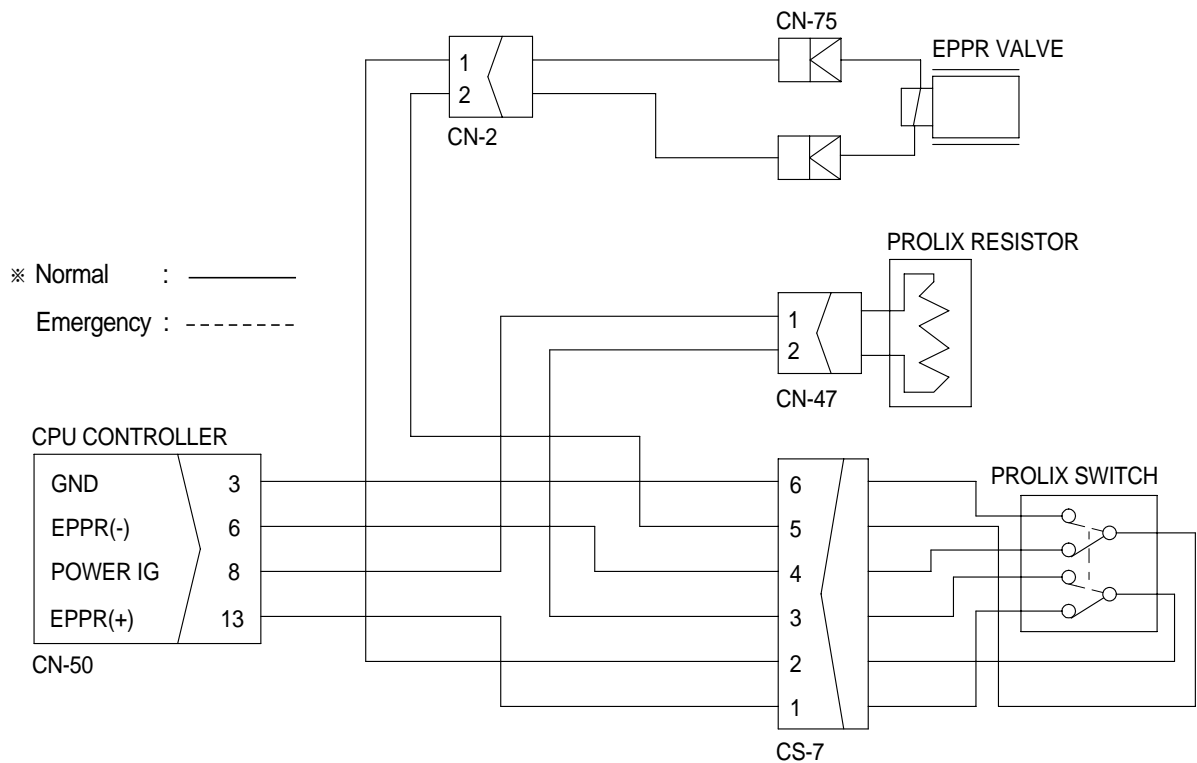 CN-75
EPPR VALVE
1
2
CN-2
PROLIX RESISTOR
※ Normal :
Emergency :
1
2
CN-47
CPU CONTROLLER
GND 3
EPPR(-) 6
POWER IG 8
EPPR(+) 13
CN-50
PROLIX SWITCH
6
5
4
3
2
1
CS-7